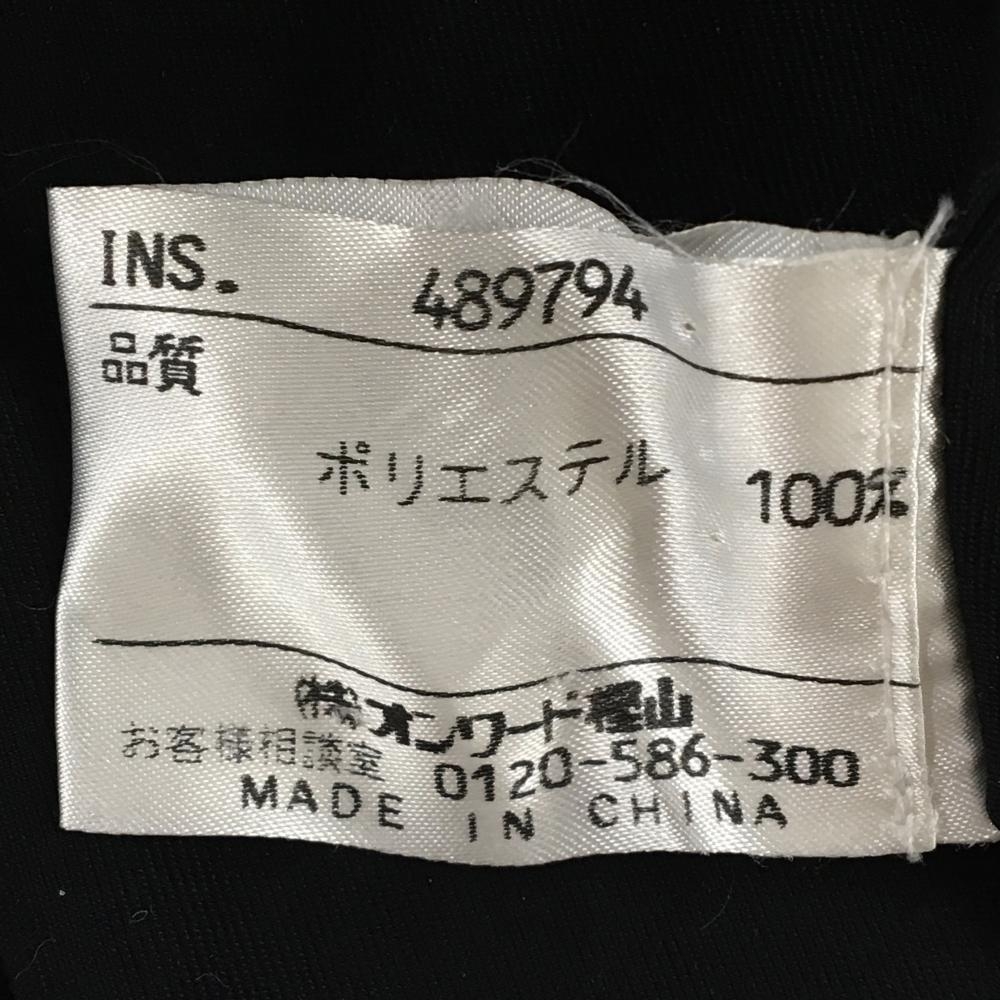 INS. 489794
品質
ポリエステル 100%
㈱オンワード樫山
お客様相談室 0120-586-300
MADE IN CHINA